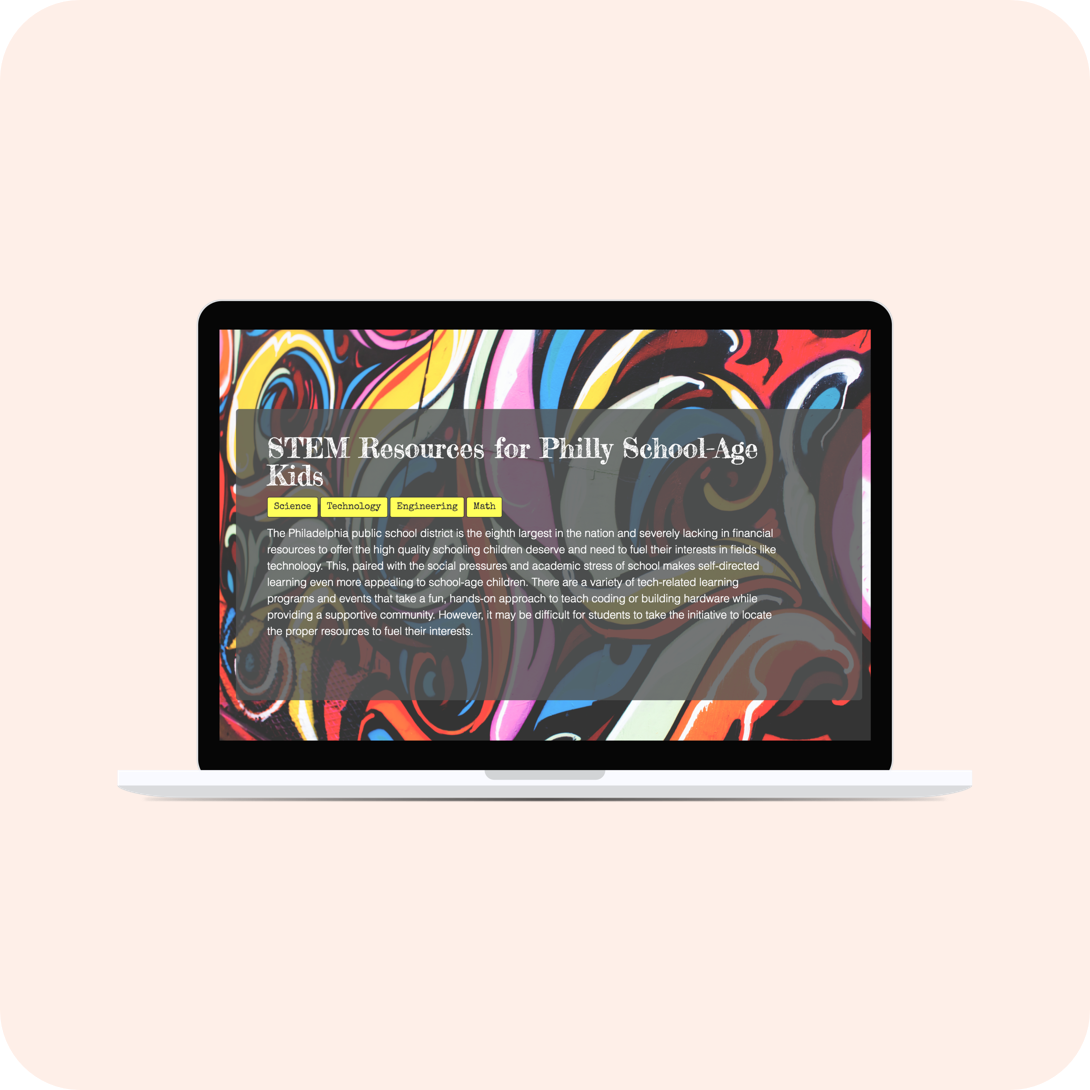 STEM Resources for Philly School-Age
Kids
Science Technology Engineering Math
The Philadelphia public school district is the eighth largest in the nation and severely lacking in financial
resources to offer the high quality schooling children deserve and need to fuel their interests in fields like
technology. This, paired with the social pressures and academic stress of school makes self-directed
learning even more appealing to school-age children. There are a variety of tech-related learning
programs and events that take a fun, hands-on approach to teach coding or building hardware while
providing a supportive community. However, it may be difficult for students to take the initiative to locate
the proper resources to fuel their interests.